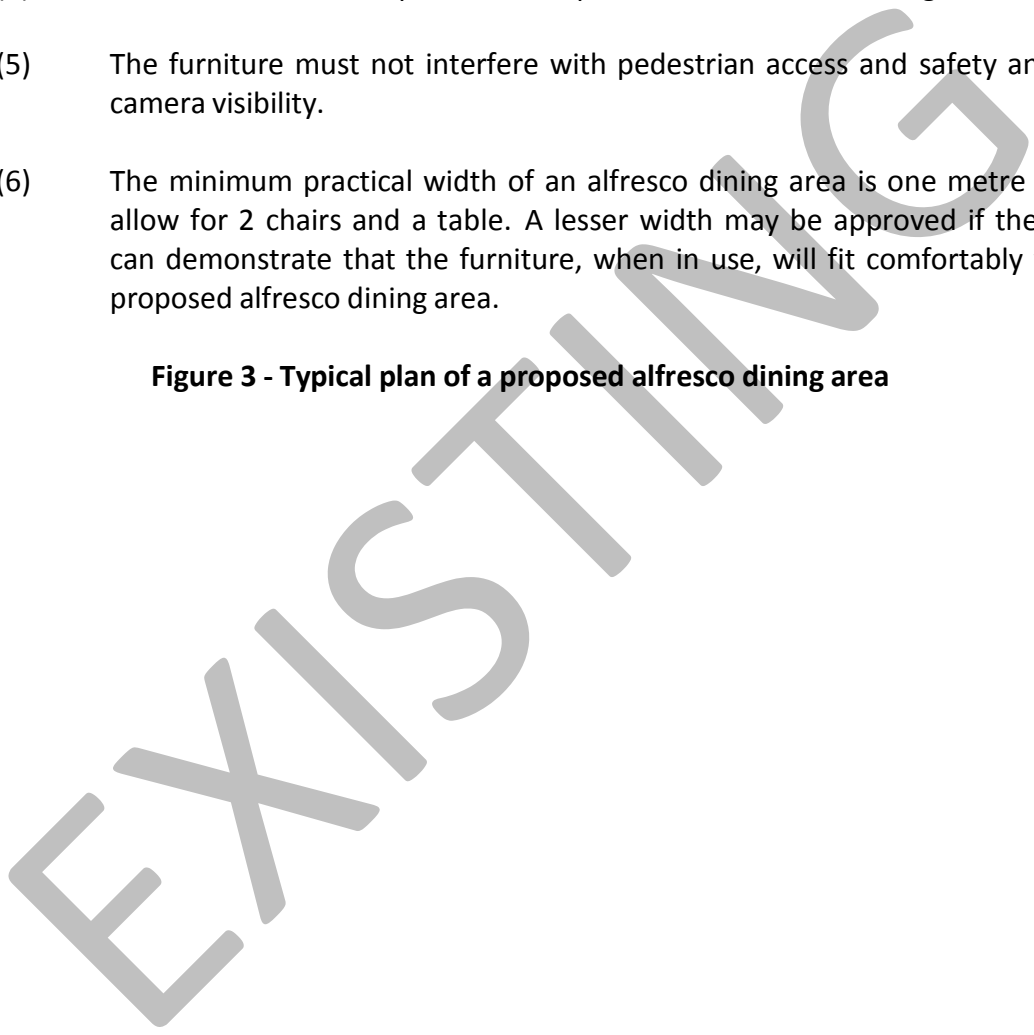 (5) The furniture must not interfere with pedestrian access and safety
camera visibility.
(6) The minimum practical width of an alfresco dining area is one metre
allow for 2 chairs and a table. A lesser width may be approved if the
can demonstrate that the furniture, when in use, will fit comfortably
proposed alfresco dining area.
Figure 3 - Typical plan of a proposed alfresco dining area
EXISTING